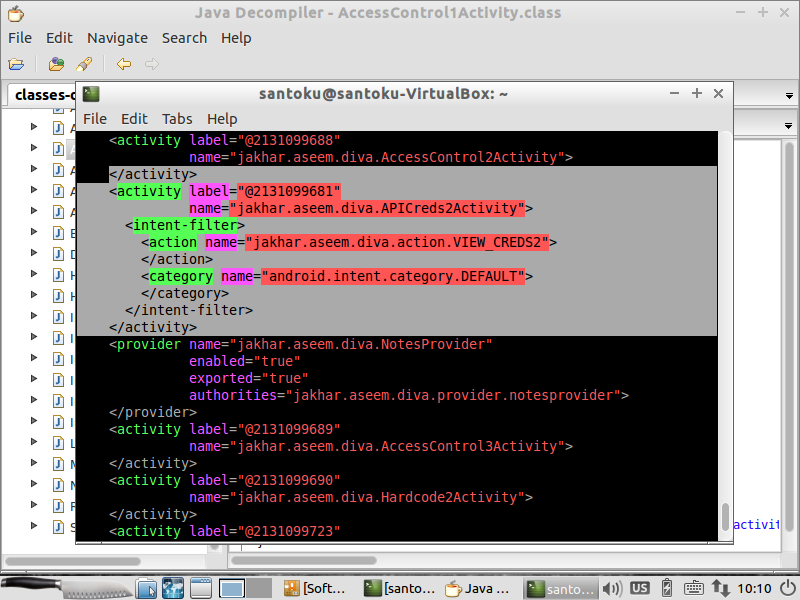 Java Decompiler - AccessControl1Activity.class
File Edit Navigate Search Help
santoku@santoku-VirtualBox: ~
File Edit Tabs Help
<activity label="@2131099688"
name="jakhar.aseem.diva.AccessControl2Activity">
</activity>
<activity label="@2131099681"
name="jakhar.aseem.diva.APICreds2Activity">
<intent-filter>
<action name="jakhar.aseem.diva.action.VIEW_CREDS2">
</action>
<category name="android.intent.category.DEFAULT">
</category>
</intent-filter>
</activity>
<provider name="jakhar.aseem.diva.NotesProvider"
enabled="true"
exported="true"
authorities="jakhar.aseem.diva.provider.notesprovider">
</provider>
<activity label="@2131099689"
name="jakhar.aseem.diva.AccessControl3Activity">
</activity>
<activity label="@2131099690"
name="jakhar.aseem.diva.Hardcode2Activity">
</activity>
<activity label="@2131099723"
[Soft...
[santo...
Java ...
santo...
US
10:10